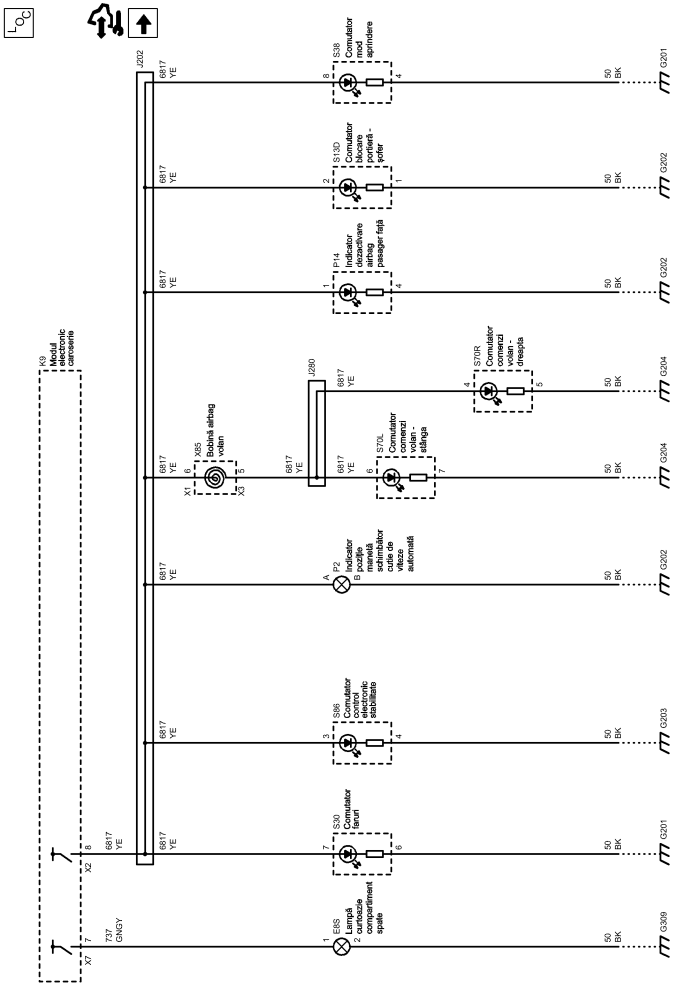 LOC
K9
Modul
electronic
caroserie
X7
7
737
GNGY
1
E8S
Lampă
curtoazie
compartiment
spate
2
50
BK
G309
X2
8
6817
YE
J202
6817
YE
7
S30
Comutator
faruri
6
50
BK
G201
6817
YE
3
S86
Comutator
control
electronic
stabilitate
4
50
BK
G203
6817
YE
A
P2
Indicator
poziție
manetă
schimbător
cutie de
viteze
automată
B
50
BK
G202
6817
YE
X1
6
X85
Bobină airbag
volan
X3
5
6817
YE
J280
6817
YE
6
S70L
Comutator
comenzi
volan -
stânga
7
50
BK
G204
6817
YE
4
S70R
Comutator
comenzi
volan -
dreapta
5
50
BK
G204
6817
YE
1
P14
Indicator
dezactivare
airbag
pasager față
4
50
BK
G202
6817
YE
2
S13D
Comutator
blocare
portieră -
șofer
1
50
BK
G202
6817
YE
8
S38
Comutator
mod
aprindere
4
50
BK
G201